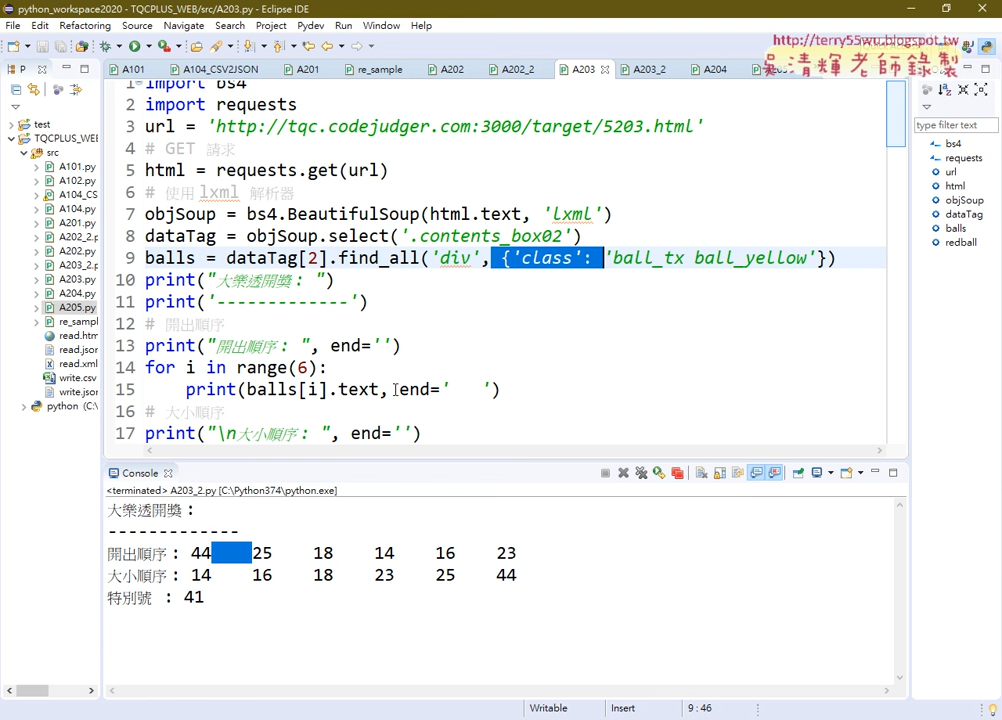 python_workspace2020 - TQCPLUS_WEB/src/A203.py - Eclipse IDE
File Edit Refactoring Source Navigate Search Project Pydev Run Window Help
http://terry55wu.blogspot.tw
吳清輝老師錄製
P
A101
A104_CSV2JSON
A201
re_sample
A202
A202_2
A203
A203_2
A204
test
TQCPLUS_WEB
src
A101.py
A102.py
A104_CS
A104.py
A201.py
A202_2.p
A202.py
A203_2.p
A203.py
A204.py
A205.py
re_sampl
read.htm
read.json
read.xml
write.csv
write.jso
python (C:\
1 import bs4
2 import requests
3 url = 'http://tqc.codejudger.com:3000/target/5203.html'
4 # GET 請求
5 html = requests.get(url)
6 # 使用 lxml 解析器
7 objSoup = bs4.BeautifulSoup(html.text, 'lxml')
8 dataTag = objSoup.select('.contents_box02')
9 balls = dataTag[2].find_all('div', {'class': 'ball_tx ball_yellow'})
10 print("大樂透開獎 : ")
11 print('-------------')
12 # 開出順序
13 print("開出順序 : ", end='')
14 for i in range(6):
15 print(balls[i].text, end='   ')
16 # 大小順序
17 print("\n大小順序 : ", end='')
type filter text
bs4
requests
url
html
objSoup
dataTag
balls
redball
Console
<terminated> A203_2.py [C:\Python374\python.exe]
大樂透開獎 :
-------------
開出順序 : 44 25 18 14 16 23
大小順序 : 14 16 18 23 25 44
特別號 : 41
Writable Insert 9 : 46